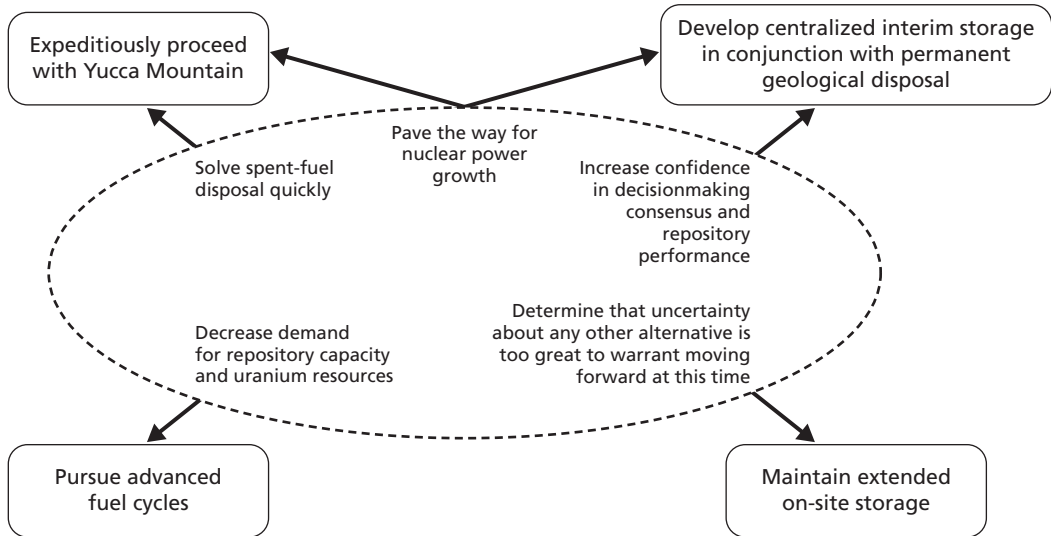 Expeditiously proceed
with Yucca Mountain
Develop centralized interim storage
in conjunction with permanent
geological disposal
Solve spent-fuel
disposal quickly
Pave the way for
nuclear power
growth
Increase confidence
in decisionmaking
consensus and
repository
performance
Decrease demand
for repository capacity
and uranium resources
Determine that uncertainty
about any other alternative is
too great to warrant moving
forward at this time
Pursue advanced
fuel cycles
Maintain extended
on-site storage